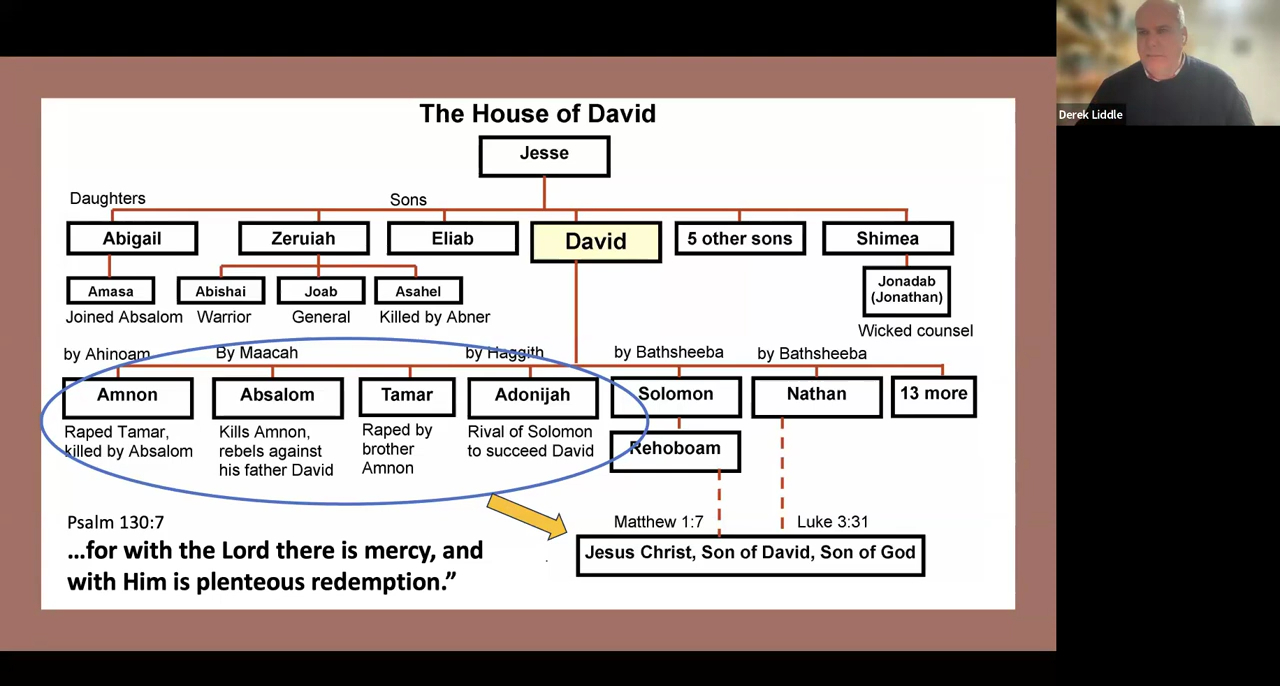 The House of David
Jesse
Daughters
Sons
Abigail
Zeruiah
Eliab
David
5 other sons
Shimea
Amasa
Abishai
Joab
Asahel
Jonadab
(Jonathan)
Joined Absalom
Warrior
General
Killed by Abner
Wicked counsel
by Ahinoam
By Maacah
by Haggith
by Bathsheeba
by Bathsheeba
Amnon
Absalom
Tamar
Adonijah
Solomon
Nathan
13 more
Raped Tamar,
killed by Absalom
Kills Amnon,
rebels against
his father David
Raped by
brother
Amnon
Rival of Solomon
to succeed David
Rehoboam
Matthew 1:7
Luke 3:31
Jesus Christ, Son of David, Son of God
Psalm 130:7
...for with the Lord there is mercy, and
with Him is plenteous redemption.”
Derek Liddle